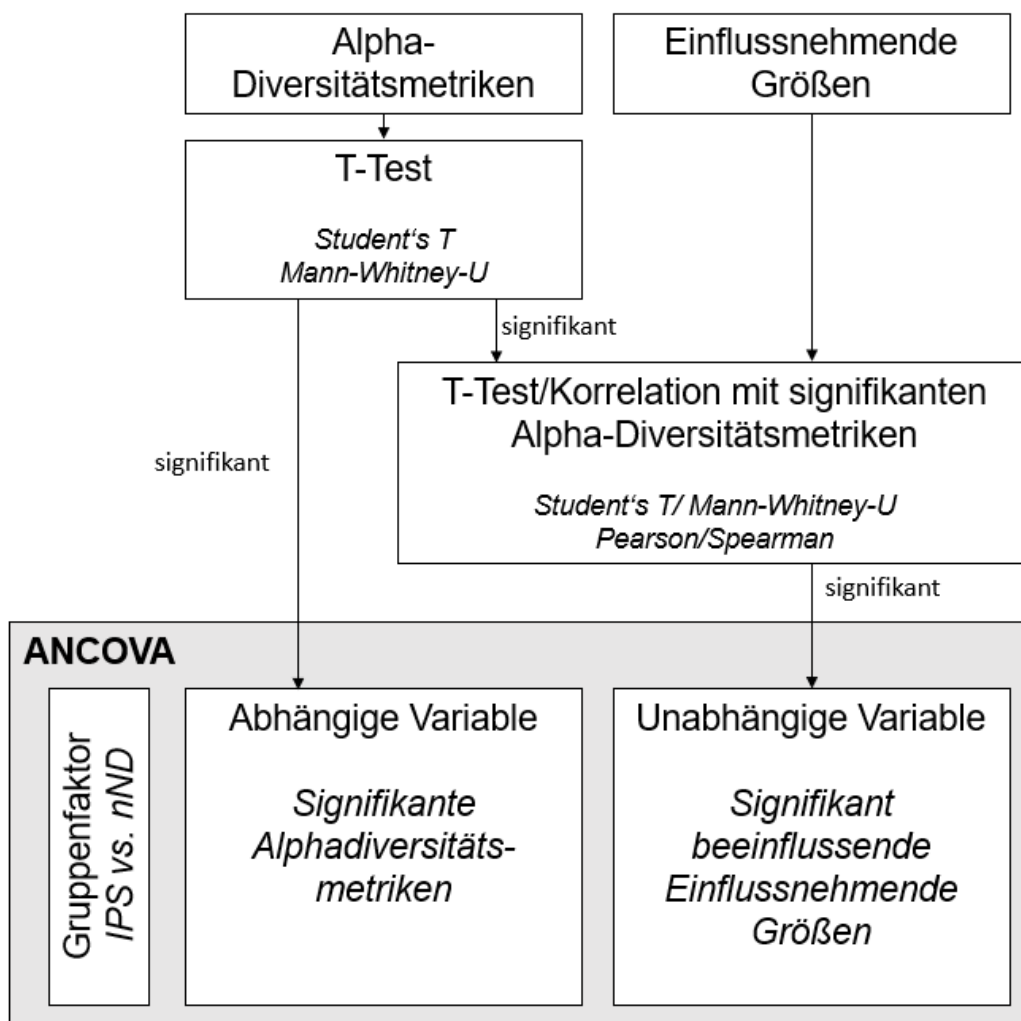 Alpha-
Diversitätsmetriken
Einflussnehmende
Größen
T-Test
Student‘s T
Mann-Whitney-U
signifikant
T-Test/Korrelation mit signifikanten
Alpha-Diversitätsmetriken
Student‘s T/ Mann-Whitney-U
Pearson/Spearman
signifikant
signifikant
ANCOVA
Gruppenfaktor
IPS vs. nND
Abhängige Variable
Signifikante
Alphadiversitäts-
metriken
Unabhängige Variable
Signifikant
beeinflussende
Einflussnehmende
Größen